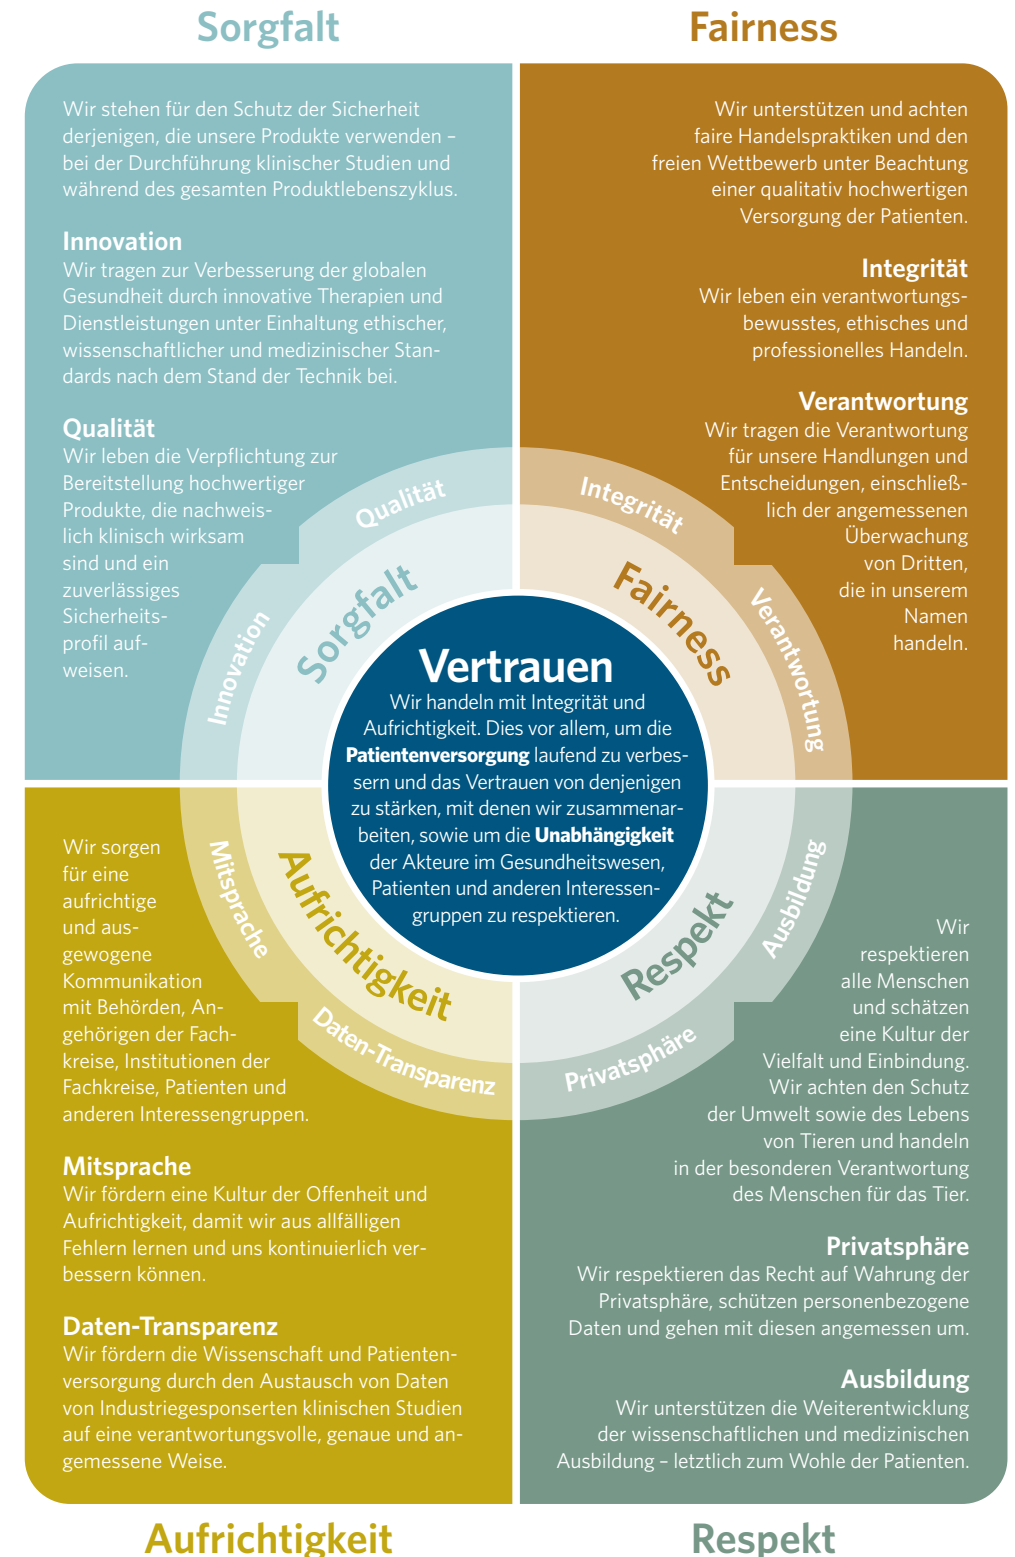 Sorgfalt
Wir stehen für den Schutz der Sicherheit
derjenigen, die unsere Produkte verwenden –
bei der Durchführung klinischer Studien und
während des gesamten Produktlebenszyklus.
Innovation
Wir tragen zur Verbesserung der globalen
Gesundheit durch innovative Therapien und
Dienstleistungen unter Einhaltung ethischer,
wissenschaftlicher und medizinischer Stan-
dards nach dem Stand der Technik bei.
Qualität
Wir leben die Verpflichtung zur
Bereitstellung hochwertiger
Produkte, die nachweis-
lich klinisch wirksam
sind und ein
zuverlässiges
Sicherheits-
profil auf-
weisen.
Fairness
Wir unterstützen und achten
faire Handelspraktiken und den
freien Wettbewerb unter Beachtung
einer qualitativ hochwertigen
Versorgung der Patienten.
Integrität
Wir leben ein verantwortungs-
bewusstes, ethisches und
professionelles Handeln.
Verantwortung
Wir tragen die Verantwortung
für unsere Handlungen und
Entscheidungen, einschließ-
lich der angemessenen
Überwachung
von Dritten,
die in unserem
Namen
handeln.
Qualität
Innovation
Sorgfalt
Integrität
Verantwortung
Fairness
Vertrauen
Wir handeln mit Integrität und
Aufrichtigkeit. Dies vor allem, um die
Patientenversorgung laufend zu verbes-
sern und das Vertrauen von denjenigen
zu stärken, mit denen wir zusammenar-
beiten, sowie um die Unabhängigkeit
der Akteure im Gesundheitswesen,
Patienten und anderen Interessen-
gruppen zu respektieren.
Mitsprache
Daten-Transparenz
Aufrichtigkeit
Ausbildung
Privatsphäre
Respekt
Wir sorgen
für eine
aufrichtige
und aus-
gewogene
Kommunikation
mit Behörden, An-
gehörigen der Fach-
kreise, Institutionen der
Fachkreise, Patienten und
anderen Interessengruppen.
Mitsprache
Wir fördern eine Kultur der Offenheit und
Aufrichtigkeit, damit wir aus allfälligen
Fehlern lernen und uns kontinuierlich ver-
bessern können.
Daten-Transparenz
Wir fördern die Wissenschaft und Patienten-
versorgung durch den Austausch von Daten
von Industriegesponserten klinischen Studien
auf eine verantwortungsvolle, genaue und an-
gemessene Weise.
Aufrichtigkeit
Wir
respektieren
alle Menschen
und schätzen
eine Kultur der
Vielfalt und Einbindung.
Wir achten den Schutz
der Umwelt sowie des Lebens
von Tieren und handeln
in der besonderen Verantwortung
des Menschen für das Tier.
Privatsphäre
Wir respektieren das Recht auf Wahrung der
Privatsphäre, schützen personenbezogene
Daten und gehen mit diesen angemessen um.
Ausbildung
Wir unterstützen die Weiterentwicklung
der wissenschaftlichen und medizinischen
Ausbildung – letztlich zum Wohle der Patienten.
Respekt